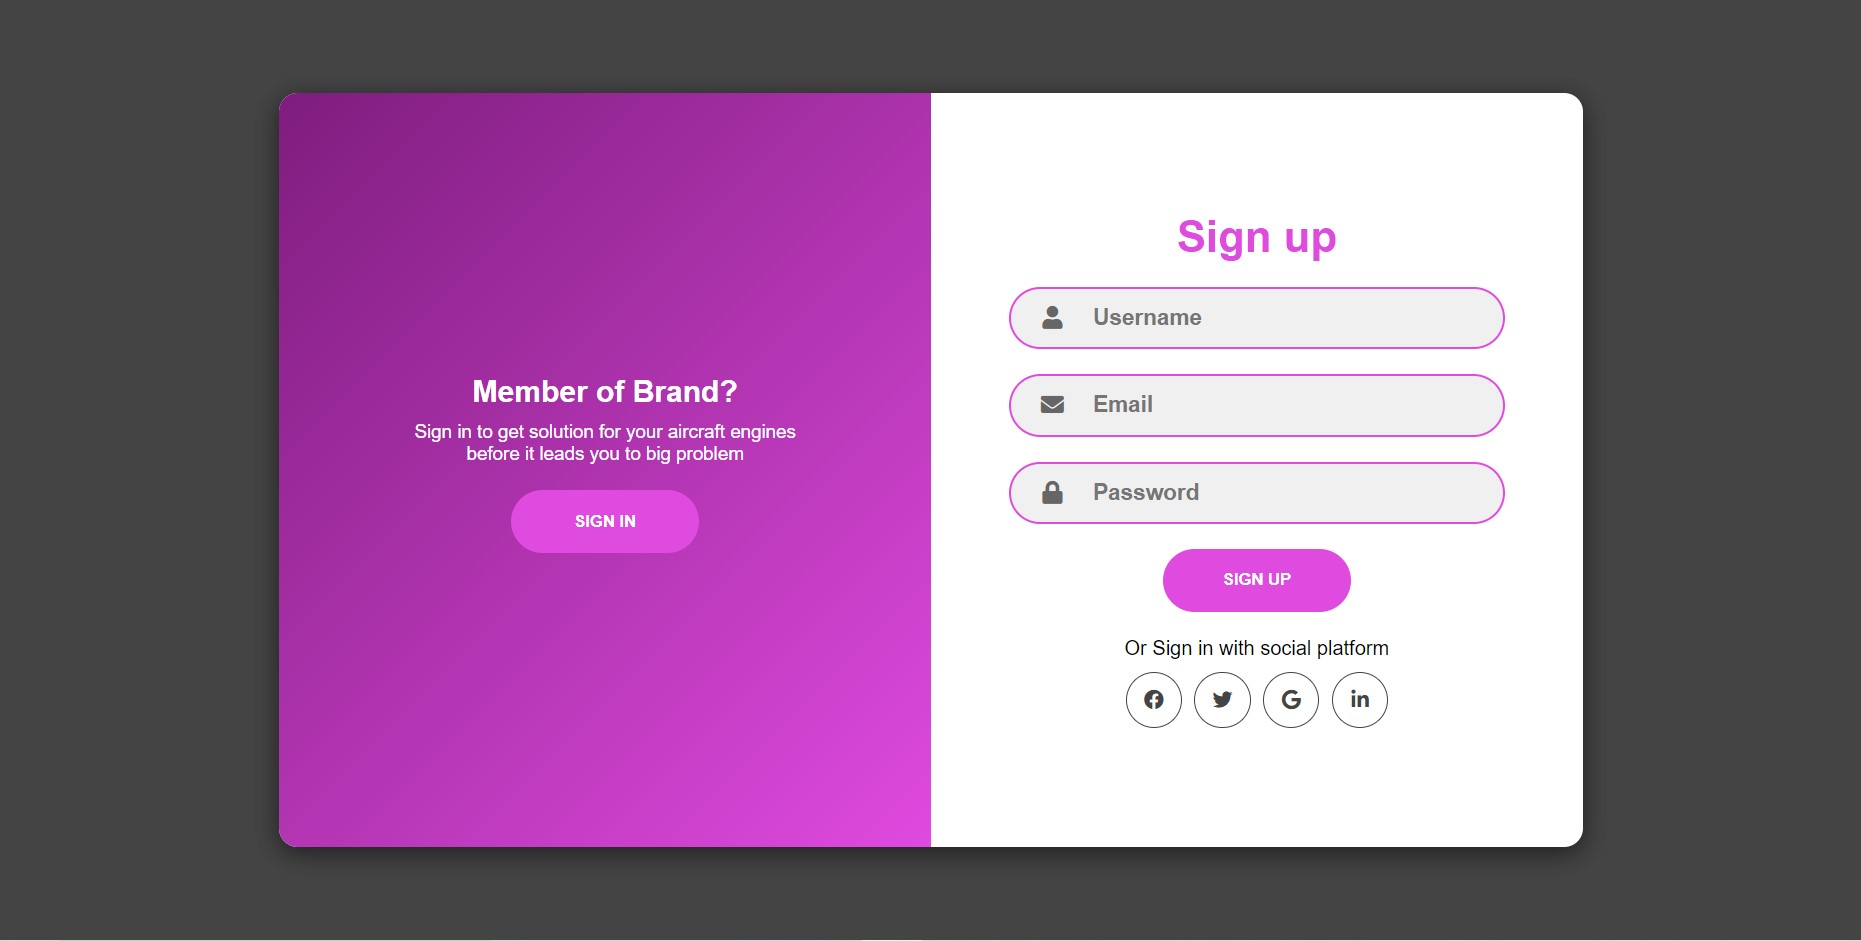 Member of Brand?
Sign in to get solution for your aircraft engines
before it leads you to big problem
SIGN IN
Sign up
Username
Email
Password
SIGN UP
Or Sign in with social platform